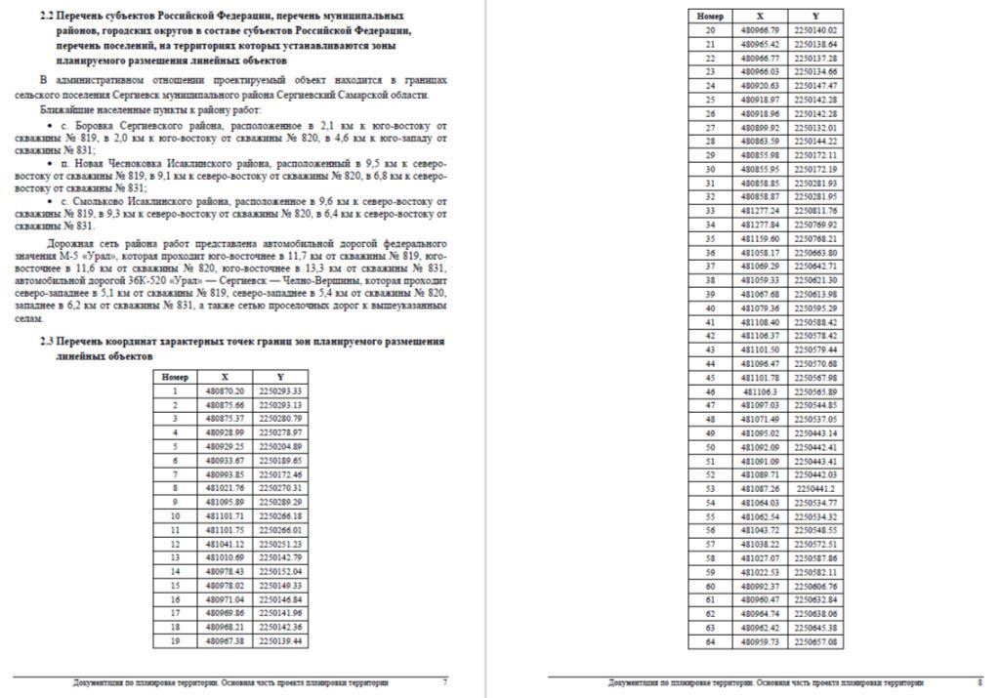 2.2 Перечень субъектов Российской Федерации, перечень муниципальных
районов, городских округов в составе субъектов Российской Федерации,
перечень поселений, на территориях которых устанавливаются зоны
планируемого размещения линейных объектов
В административном отношении проектируемый объект находится в границах
сельского поселения Сергиевск муниципального района Сергиевский Самарской области.
Ближайшие населенные пункты к району работ:
• с. Боровка Сергиевского района, расположенное в 2,1 км к юго-востоку от
скважины № 819, в 2,0 км к юго-востоку от скважины № 820, в 4,6 км к юго-западу от
скважины № 831;
• п. Новая Чесноковка Исаклинского района, расположенный в 9,5 км к северо-
востоку от скважины № 819, в 9,1 км к северо-востоку от скважины № 820, в 6,8 км к северо-
востоку от скважины № 831;
• с. Смольково Исаклинского района, расположенное в 9,6 км к северо-востоку от
скважины № 819, в 9,3 км к северо-востоку от скважины № 820, в 6,4 км к северо-востоку от
скважины № 831.
Дорожная сеть района работ представлена автомобильной дорогой федерального
значения М-5 «Урал», которая проходит юго-восточнее в 11,7 км от скважины № 819, юго-
восточнее в 11,6 км от скважины № 820, юго-восточнее в 13,3 км от скважины № 831,
автомобильной дорогой 36К-520 «Урал» — Сергиевск — Челно-Вершины, которая проходит
северо-западнее в 5,1 км от скважины № 819, северо-западнее в 5,4 км от скважины № 820,
западнее в 6,2 км от скважины № 831, а также сетью проселочных дорог к вышеуказанным
селам.
2.3 Перечень координат характерных точек границ зон планируемого размещения
линейных объектов
Номер X Y
1 480870.20 2250293.33
2 480875.66 2250293.13
3 480875.37 2250280.79
4 480928.99 2250278.97
5 480929.25 2250204.89
6 480933.67 2250189.65
7 480993.85 2250172.46
8 481021.76 2250270.31
9 481095.89 2250289.29
10 481101.71 2250266.18
11 481101.75 2250266.01
12 481041.12 2250251.23
13 481010.69 2250142.79
14 480978.43 2250152.04
15 480978.02 2250149.33
16 480971.04 2250146.84
17 480969.86 2250141.96
18 480968.21 2250142.36
19 480967.38 2250139.44
Документация по планировке территории. Основная часть проекта планировки территории 7
Номер X Y
20 480966.79 2250140.02
21 480965.42 2250138.64
22 480966.77 2250137.28
23 480966.03 2250134.66
24 480920.63 2250147.47
25 480918.97 2250142.28
26 480918.96 2250142.28
27 480899.92 2250132.01
28 480863.59 2250144.22
29 480855.98 2250172.11
30 480855.95 2250172.19
31 480858.85 2250281.93
32 480858.87 2250281.95
33 481277.24 2250811.76
34 481277.84 2250769.92
35 481159.60 2250768.21
36 481058.17 2250663.80
37 481069.29 2250642.71
38 481059.33 2250621.30
39 481067.68 2250613.98
40 481079.36 2250595.29
41 481108.40 2250588.42
42 481106.37 2250578.42
43 481101.50 2250579.44
44 481096.47 2250570.68
45 481101.78 2250567.98
46 481106.3 2250565.89
47 481097.03 2250544.85
48 481071.49 2250537.05
49 481095.02 2250443.14
50 481092.09 2250442.41
51 481091.09 2250443.41
52 481089.71 2250442.03
53 481087.26 2250441.2
54 481064.03 2250534.77
55 481062.54 2250534.32
56 481043.72 2250548.55
57 481038.22 2250572.51
58 481027.07 2250587.86
59 481022.53 2250582.11
60 480992.37 2250606.76
61 480960.47 2250632.84
62 480964.74 2250638.06
63 480962.42 2250645.38
64 480959.73 2250657.08
Документация по планировке территории. Основная часть проекта планировки территории 8